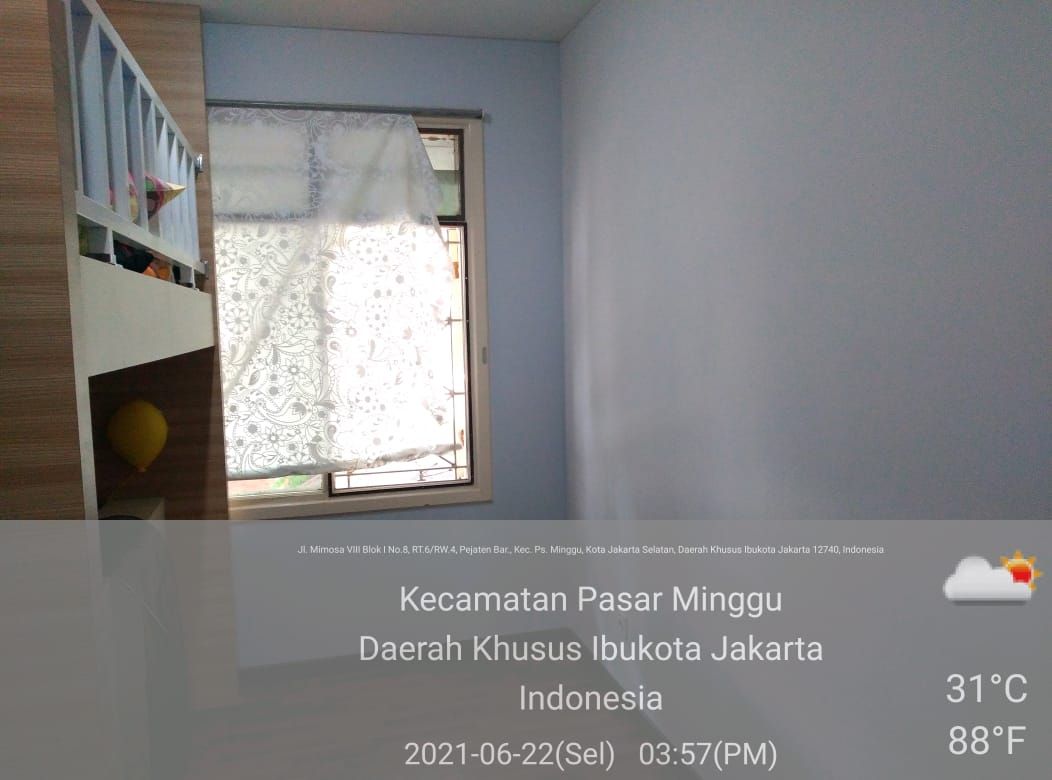 Jl. Mimosa VIII Blok I No.8, RT.6/RW.4, Pejaten Bar., Kec. Ps. Minggu, Kota Jakarta Selatan, Daerah Khusus Ibukota Jakarta 12740, Indonesia
Kecamatan Pasar Minggu
Daerah Khusus Ibukota Jakarta
Indonesia
2021-06-22(Sel) 03:57(PM)
31°C
88°F